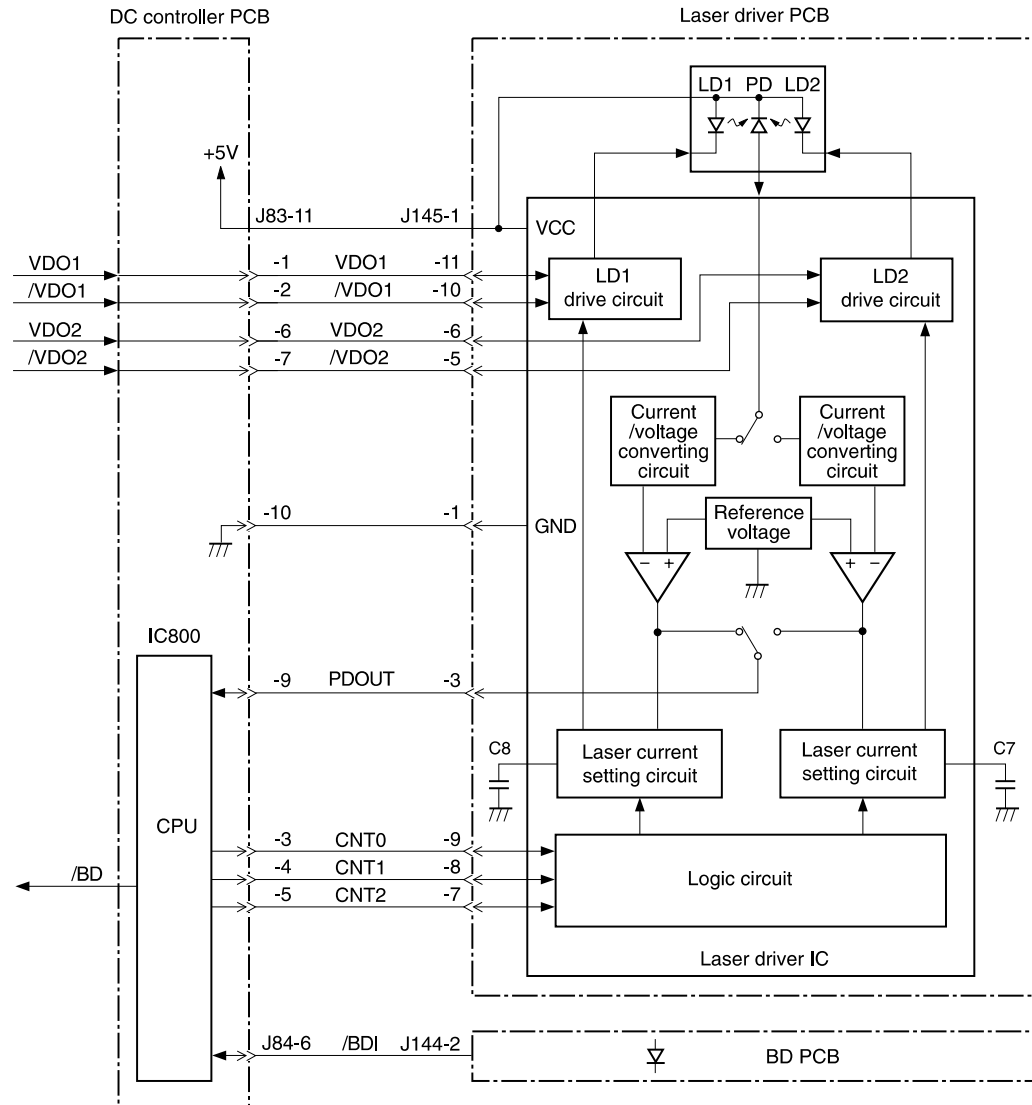 DC controller PCB
Laser driver PCB
LD1 PD LD2
+5V
J83-11 J145-1
VCC
VDO1 -1 VDO1 -11
/VDO1 -2 /VDO1 -10
LD1
drive circuit
LD2
drive circuit
VDO2 -6 VDO2 -6
/VDO2 -7 /VDO2 -5
Current
/voltage
converting
circuit
Current
/voltage
converting
circuit
-10 -1
GND
Reference
voltage
− +
+ −
IC800
-9 PDOUT -3
C8
Laser current
setting circuit
Laser current
setting circuit
C7
CPU
-3 CNT0 -9
-4 CNT1 -8
-5 CNT2 -7
/BD
Logic circuit
Laser driver IC
J84-6 /BDI J144-2
BD PCB